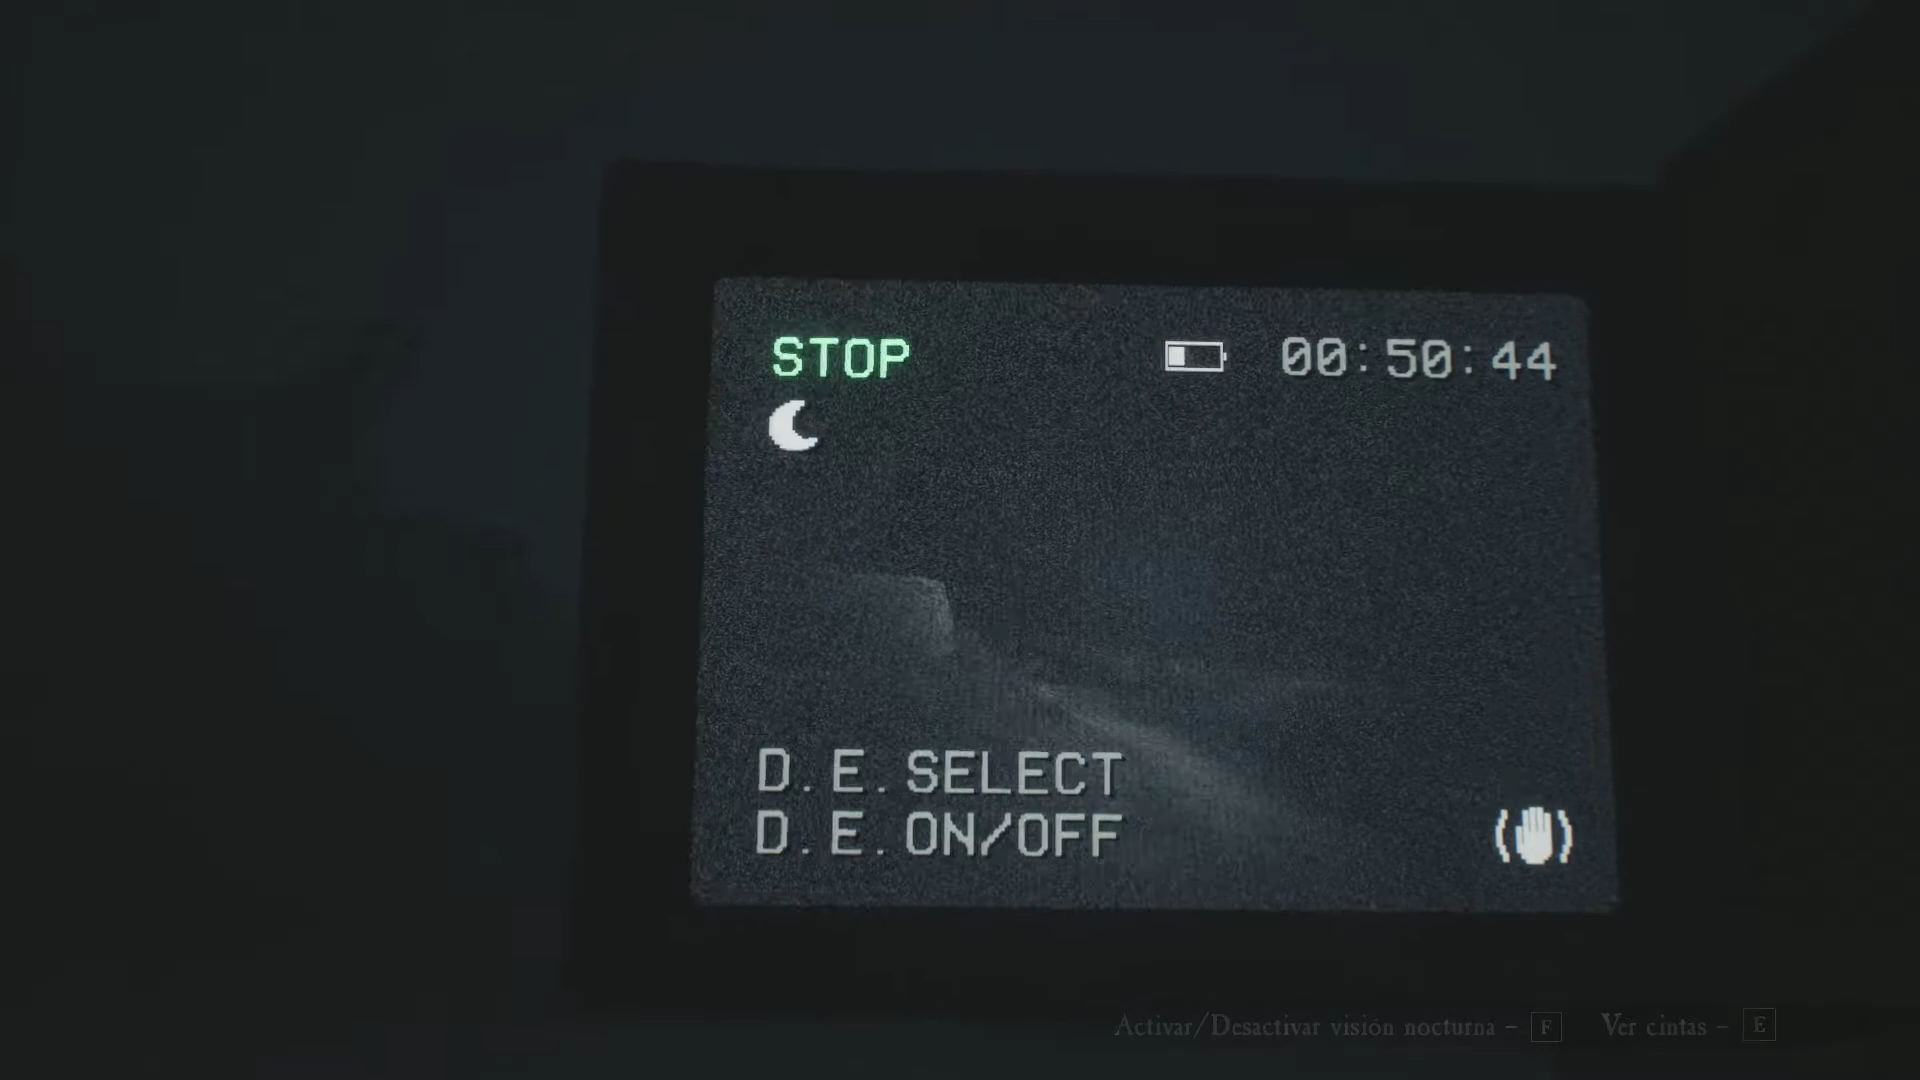 STOP
00:50:44
D.E.SELECT
D.E.ON/OFF
Activar/Desactivar visión nocturna - F
Ver cintas - E